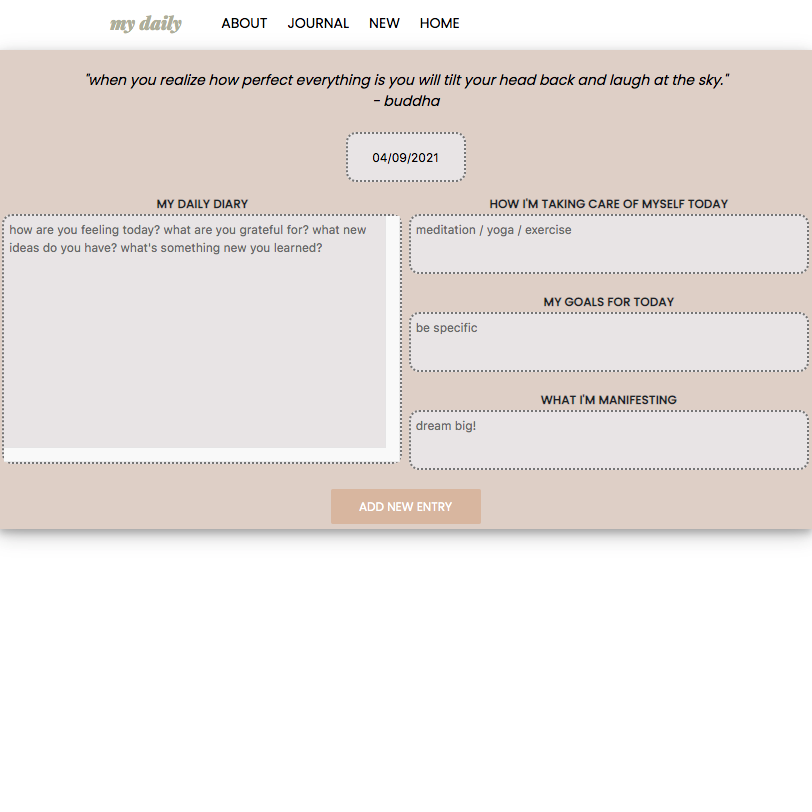 my daily
ABOUT JOURNAL NEW HOME
"when you realize how perfect everything is you will tilt your head back and laugh at the sky."
- buddha
04/09/2021
MY DAILY DIARY
how are you feeling today? what are you grateful for? what new
ideas do you have? what's something new you learned?
HOW I'M TAKING CARE OF MYSELF TODAY
meditation / yoga / exercise
MY GOALS FOR TODAY
be specific
WHAT I'M MANIFESTING
dream big!
ADD NEW ENTRY